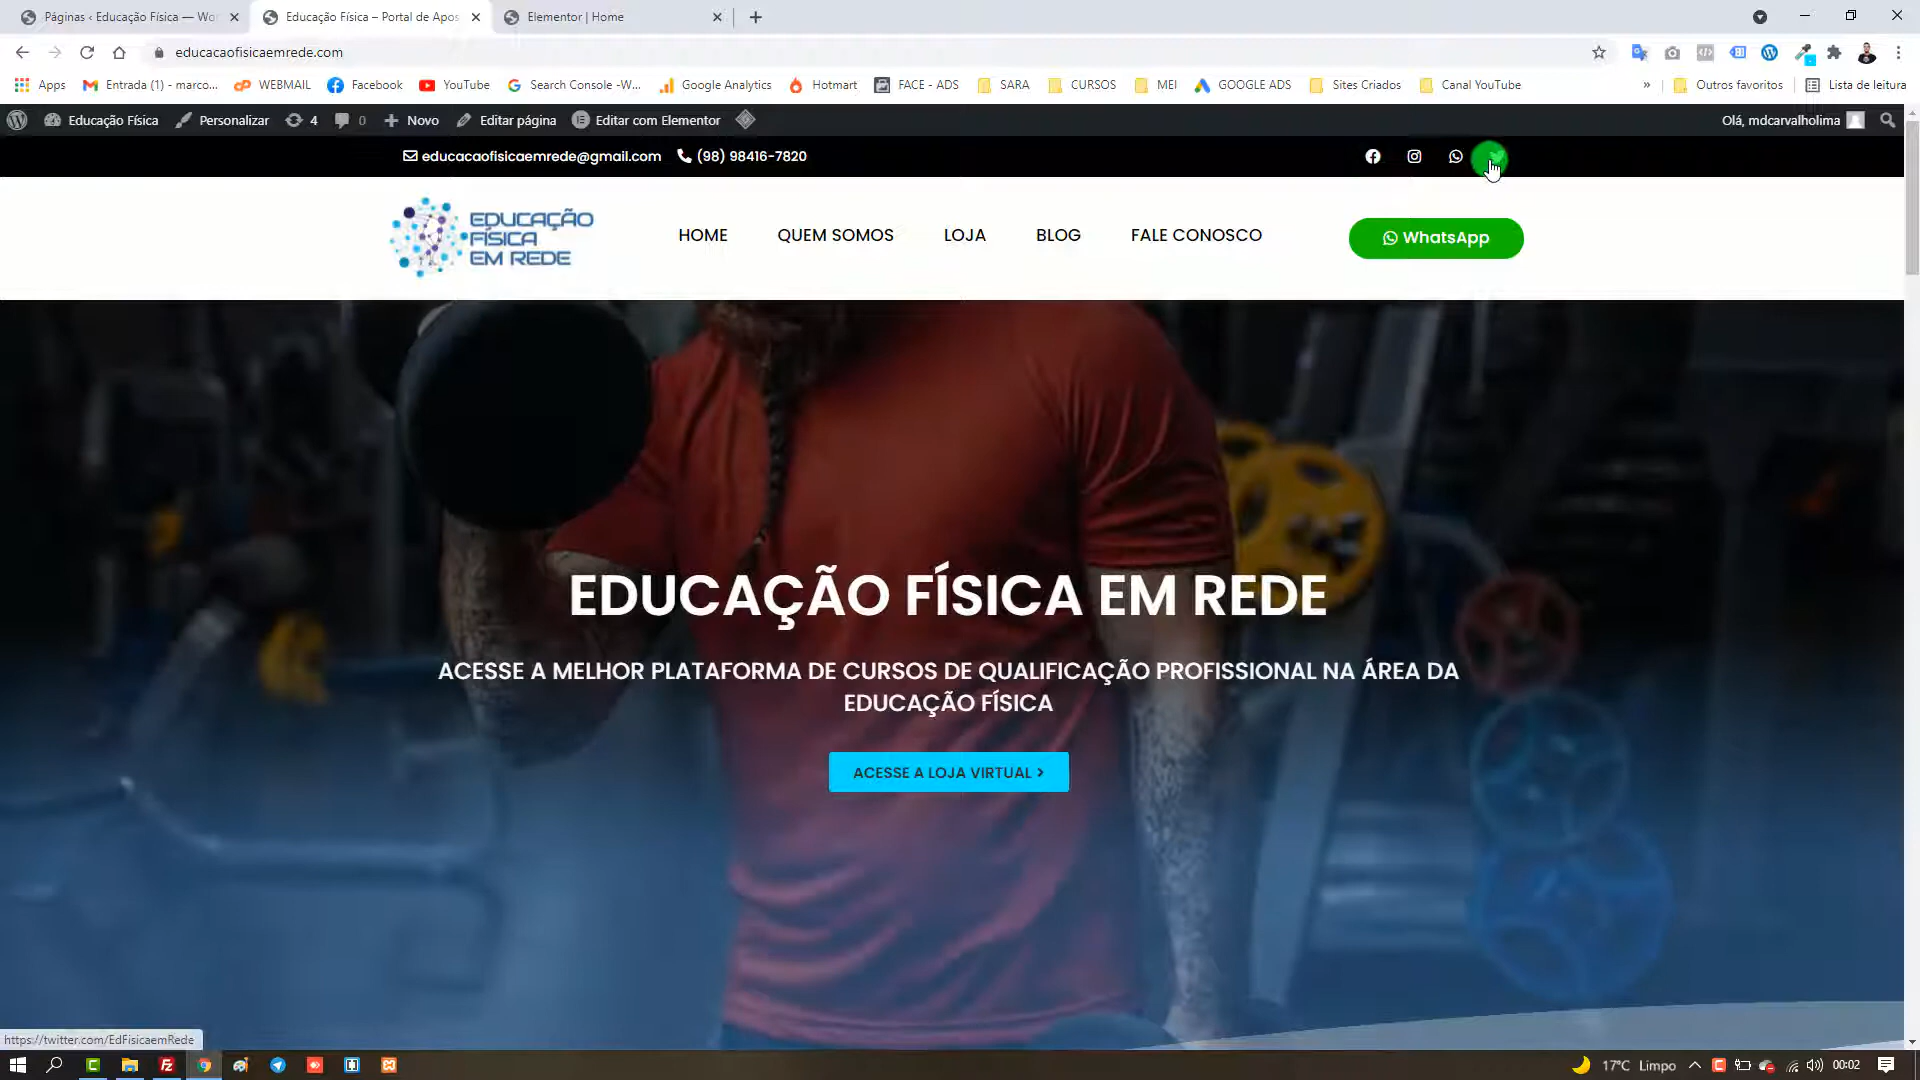 Páginas ‹ Educação Física — Wo
Educação Física – Portal de Apos
Elementor | Home
educacaofisicaemrede.com
Apps
Entrada (1) - marco...
WEBMAIL
Facebook
YouTube
Search Console -W...
Google Analytics
Hotmart
FACE - ADS
SARA
CURSOS
MEI
GOOGLE ADS
Sites Criados
Canal YouTube
»
Outros favoritos
Lista de leitura
Educação Física
Personalizar
4
0
Novo
Editar página
Editar com Elementor
Olá, mdcarvalholima
educacaofisicaemrede@gmail.com
(98) 98416-7820
EDUCAÇÃO
FÍSICA
EM REDE
HOME
QUEM SOMOS
LOJA
BLOG
FALE CONOSCO
WhatsApp
EDUCAÇÃO FÍSICA EM REDE
ACESSE A MELHOR PLATAFORMA DE CURSOS DE QUALIFICAÇÃO PROFISSIONAL NA ÁREA DA
EDUCAÇÃO FÍSICA
ACESSE A LOJA VIRTUAL
https://twitter.com/EdFisicaemRede
17°C Limpo
00:02